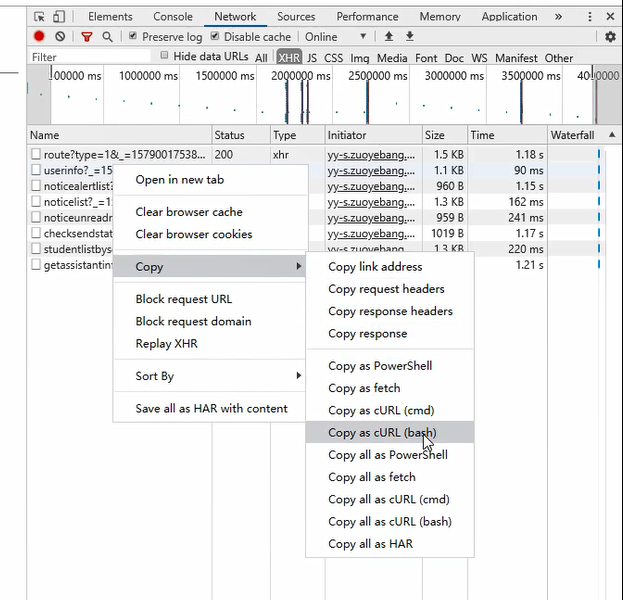 Elements Console Network Sources Performance Memory Application » ⋮ ×
Preserve log Disable cache Online
Filter Hide data URLs All XHR JS CSS Img Media Font Doc WS Manifest Other
00000 ms 1000000 ms 1500000 ms 2000000 ms 2500000 ms 3000000 ms 3500000 ms 40 0000
Name Status Type Initiator Size Time Waterfall
route?type=1&_=15790017538... 200 xhr yy-s.zuoyebang.... 1.5 KB 1.18 s
userinfo?_=15 yy-s.zuoyebang.... 1.1 KB 90 ms
noticealertlist? yy-s.zuoyebang.... 960 B 1.15 s
noticelist?_=1 yy-s.zuoyebang.... 1.3 KB 162 ms
noticeunreadn yy-s.zuoyebang.... 959 B 241 ms
checksendstat yy-s.zuoyebang.... 1019 B 1.17 s
studentlistbys yy-s.zuoyebang.... 1.3 KB 220 ms
getassistantin 1.21 s
Open in new tab
Clear browser cache
Clear browser cookies
Copy
Block request URL
Block request domain
Replay XHR
Sort By
Save all as HAR with content
Copy link address
Copy request headers
Copy response headers
Copy response
Copy as PowerShell
Copy as fetch
Copy as cURL (cmd)
Copy as cURL (bash)
Copy all as PowerShell
Copy all as fetch
Copy all as cURL (cmd)
Copy all as cURL (bash)
Copy all as HAR